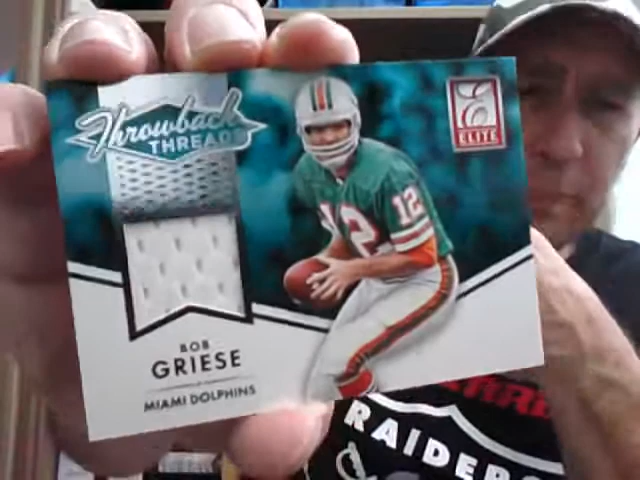 Throwback
THREADS
E
ELITE
12
12
BOB
GRIESE
MIAMI DOLPHINS
RAIDERS